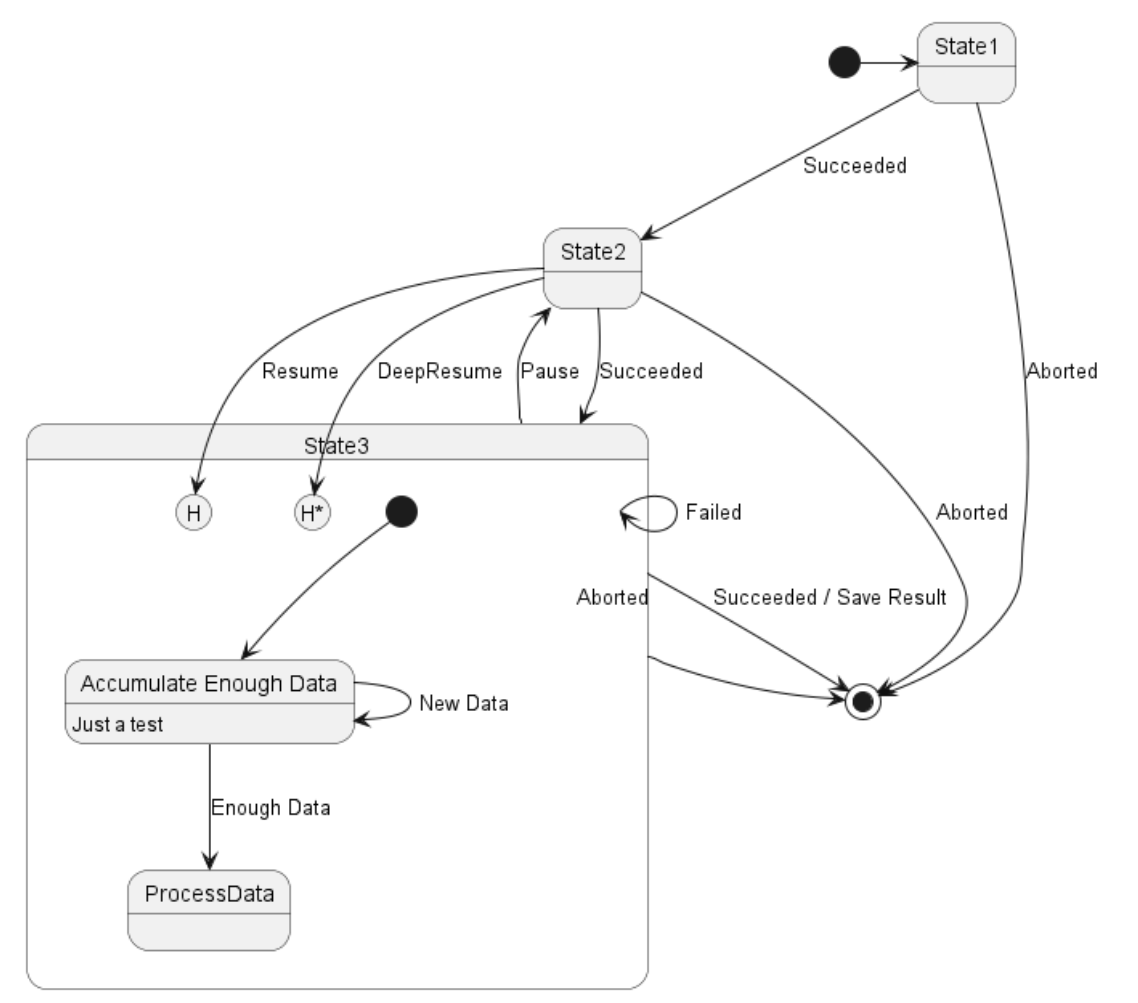 State1
Succeeded
State2
Resume
DeepResume
Pause
Succeeded
Aborted
State3
H
H*
Failed
Aborted
Aborted
Succeeded / Save Result
Accumulate Enough Data
Just a test
New Data
Enough Data
ProcessData